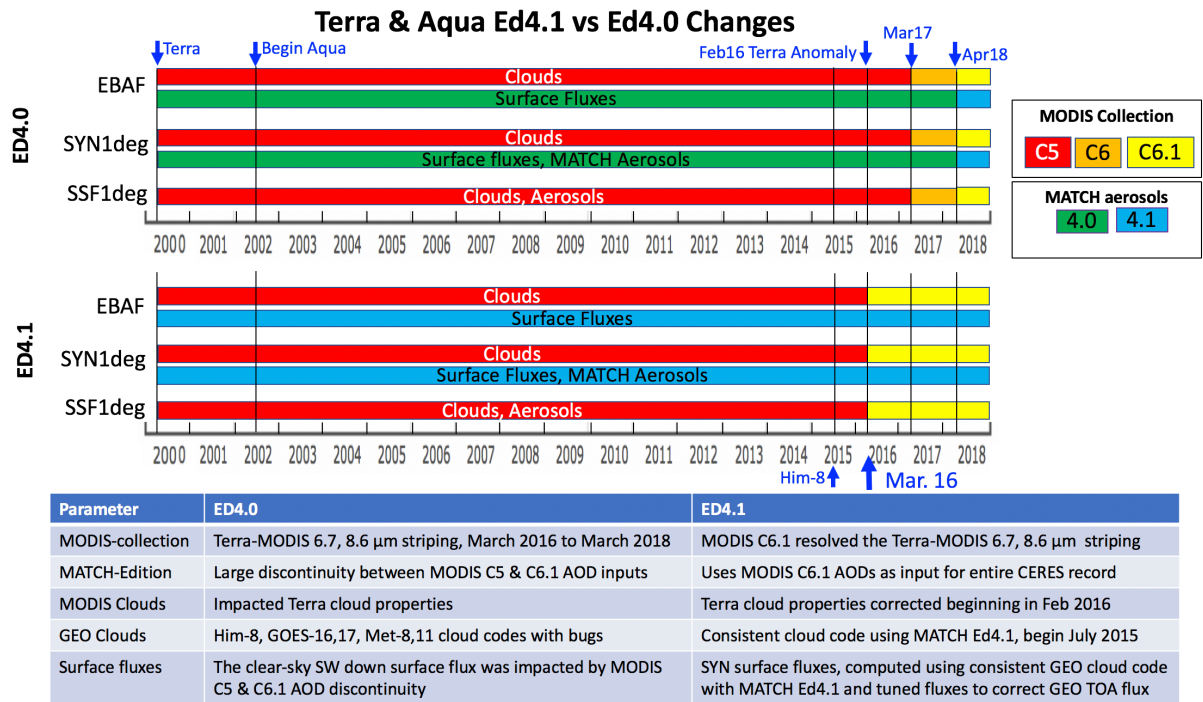 Terra & Aqua Ed4.1 vs Ed4.0 Changes
Terra
Begin Aqua
Feb16 Terra Anomaly
Mar17
Apr18
ED4.0
EBAF
Clouds
Surface Fluxes
SYN1deg
Clouds
Surface fluxes, MATCH Aerosols
SSF1deg
Clouds, Aerosols
2000 2001 2002 2003 2004 2005 2006 2007 2008 2009 2010 2011 2012 2013 2014 2015 2016 2017 2018
MODIS Collection
C5 C6 C6.1
MATCH aerosols
4.0 4.1
ED4.1
EBAF
Clouds
Surface Fluxes
SYN1deg
Clouds
Surface Fluxes, MATCH Aerosols
SSF1deg
Clouds, Aerosols
2000 2001 2002 2003 2004 2005 2006 2007 2008 2009 2010 2011 2012 2013 2014 2015 2016 2017 2018
Him-8
Mar. 16
Parameter ED4.0 ED4.1
MODIS-collection Terra-MODIS 6.7, 8.6 µm striping, March 2016 to March 2018 MODIS C6.1 resolved the Terra-MODIS 6.7, 8.6 µm striping
MATCH-Edition Large discontinuity between MODIS C5 & C6.1 AOD inputs Uses MODIS C6.1 AODs as input for entire CERES record
MODIS Clouds Impacted Terra cloud properties Terra cloud properties corrected beginning in Feb 2016
GEO Clouds Him-8, GOES-16,17, Met-8,11 cloud codes with bugs Consistent cloud code using MATCH Ed4.1, begin July 2015
Surface fluxes The clear-sky SW down surface flux was impacted by MODIS SYN surface fluxes, computed using consistent GEO cloud code
C5 & C6.1 AOD discontinuity with MATCH Ed4.1 and tuned fluxes to correct GEO TOA flux